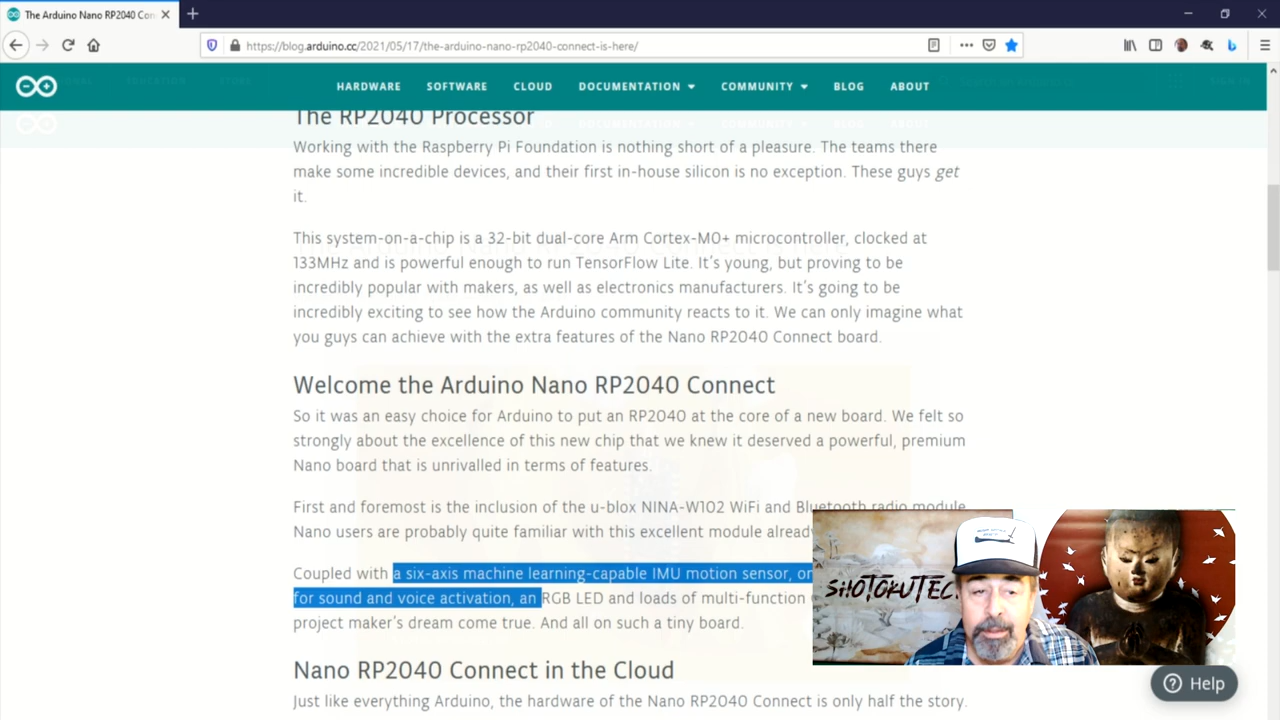 The Arduino Nano RP2040 Con
https://blog.arduino.cc/2021/05/17/the-arduino-nano-rp2040-connect-is-here/
HARDWARE SOFTWARE CLOUD DOCUMENTATION COMMUNITY BLOG ABOUT
The RP2040 Processor
Working with the Raspberry Pi Foundation is nothing short of a pleasure. The teams there
make some incredible devices, and their first in-house silicon is no exception. These guys get
it.
This system-on-a-chip is a 32-bit dual-core Arm Cortex-M0+ microcontroller, clocked at
133MHz and is powerful enough to run TensorFlow Lite. It's young, but proving to be
incredibly popular with makers, as well as electronics manufacturers. It's going to be
incredibly exciting to see how the Arduino community reacts to it. We can only imagine what
you guys can achieve with the extra features of the Nano RP2040 Connect board.
Welcome the Arduino Nano RP2040 Connect
So it was an easy choice for Arduino to put an RP2040 at the core of a new board. We felt so
strongly about the excellence of this new chip that we knew it deserved a powerful, premium
Nano board that is unrivalled in terms of features.
First and foremost is the inclusion of the u-blox NINA-W102 WiFi and Bluetooth radio module
Nano users are probably quite familiar with this excellent module already
Coupled with a six-axis machine learning-capable IMU motion sensor,
for sound and voice activation, an RGB LED and loads of multi-function
project maker's dream come true. And all on such a tiny board.
SHOTOKUTEC
Nano RP2040 Connect in the Cloud
Help
Just like everything Arduino, the hardware of the Nano RP2040 Connect is only half the story.